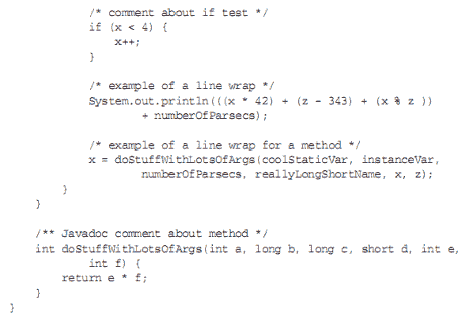 /* comment about if test */
if (x < 4) {
x++;
}
/* example of a line wrap */
System.out.println(((x * 42) + (z - 343) + (x % z ))
+ numberOfParsecs);
/* example of a line wrap for a method */
x = doStuffWithLotsOfArgs(coolStaticVar, instanceVar,
numberOfParsecs, reallyLongShortName, x, z);
}
}
/** Javadoc comment about method */
int doStuffWithLotsOfArgs(int a, long b, long c, short d, int e,
int f) {
return e * f;
}
}